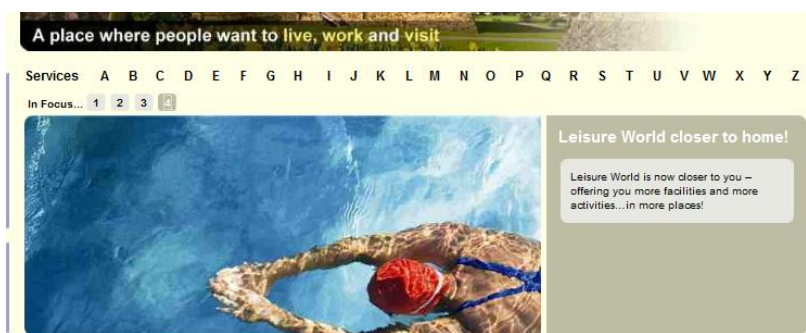 A place where people want to live, work and visit
Services A B C D E F G H I J K L M N O P Q R S T U V W X Y Z
In Focus... 1 2 3 4
Leisure World closer to home!
Leisure World is now closer to you –
offering you more facilities and more
activities...in more places!